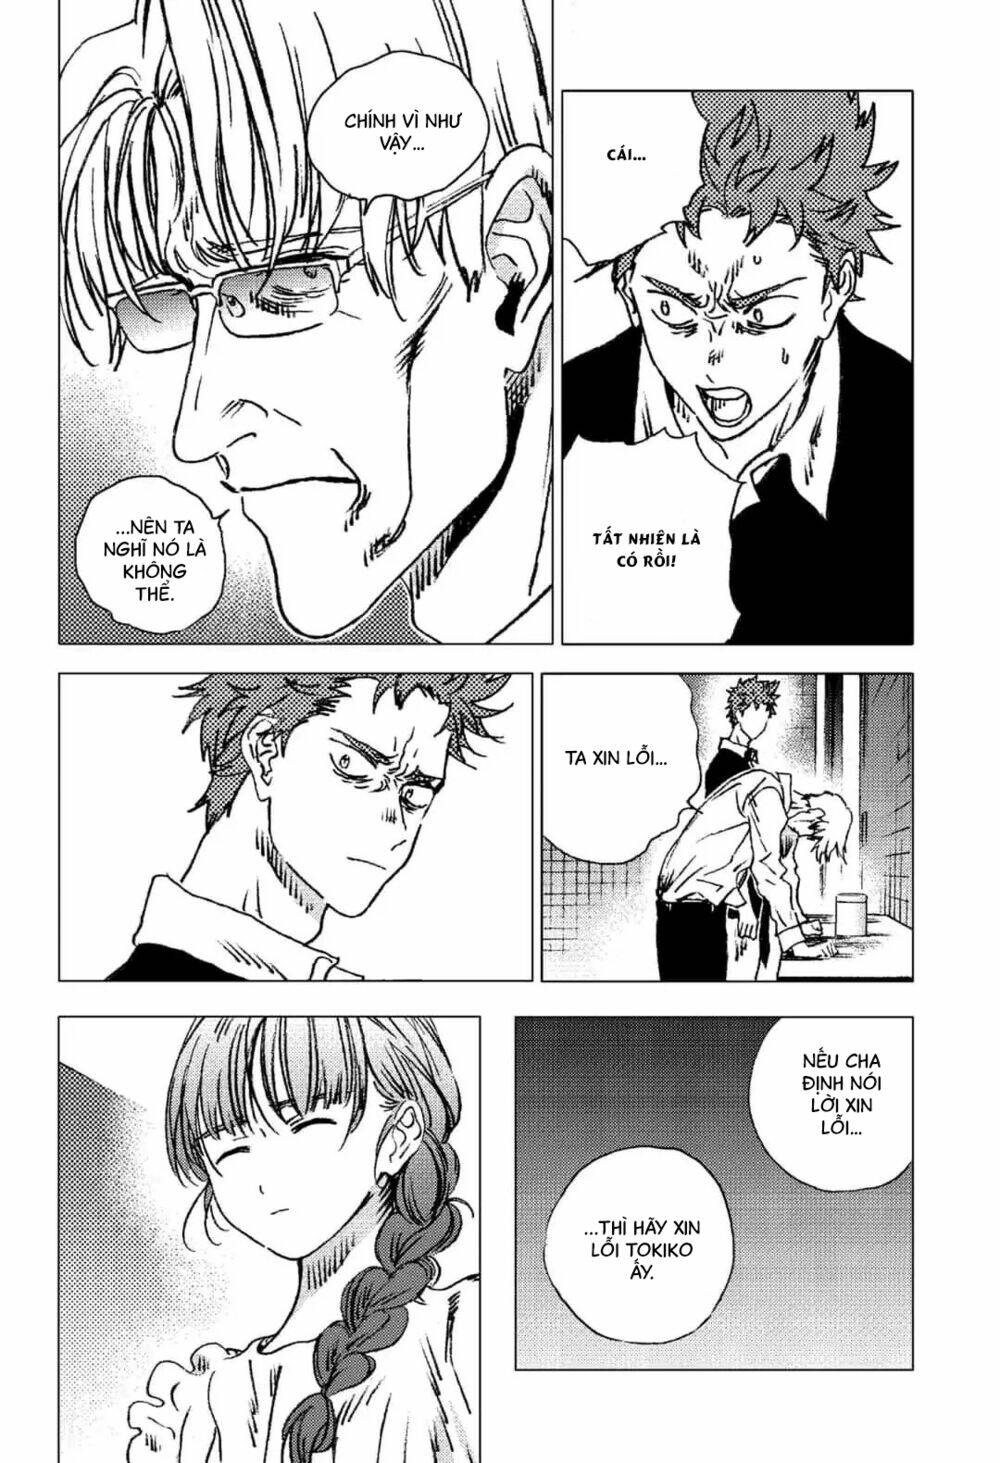 CÁI...
TẤT NHIÊN LÀ
CÓ RỒI!
CHÍNH VÌ NHƯ
VẬY...
...NÊN TA
NGHĨ NÓ LÀ
KHÔNG
THỂ.
TA XIN LỖI...
NẾU CHA
ĐỊNH NÓI
LỜI XIN
LỖI...
...THÌ HÃY XIN
LỖI TOKIKO
ẤY.